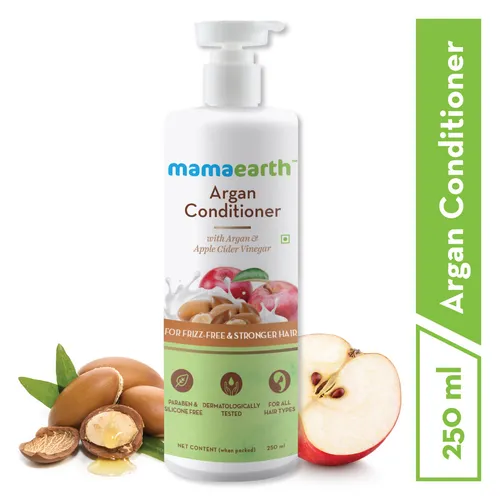 mamaearth™
Argan
Conditioner
with Argan &
Apple Cider Vinegar
FOR FRIZZ-FREE & STRONGER HAIR
PARABEN &
SILICONE FREE
DERMATOLOGICALLY
TESTED
FOR ALL
HAIR TYPES
NET CONTENT (when packed) 250 ml
250 ml
Argan Conditioner